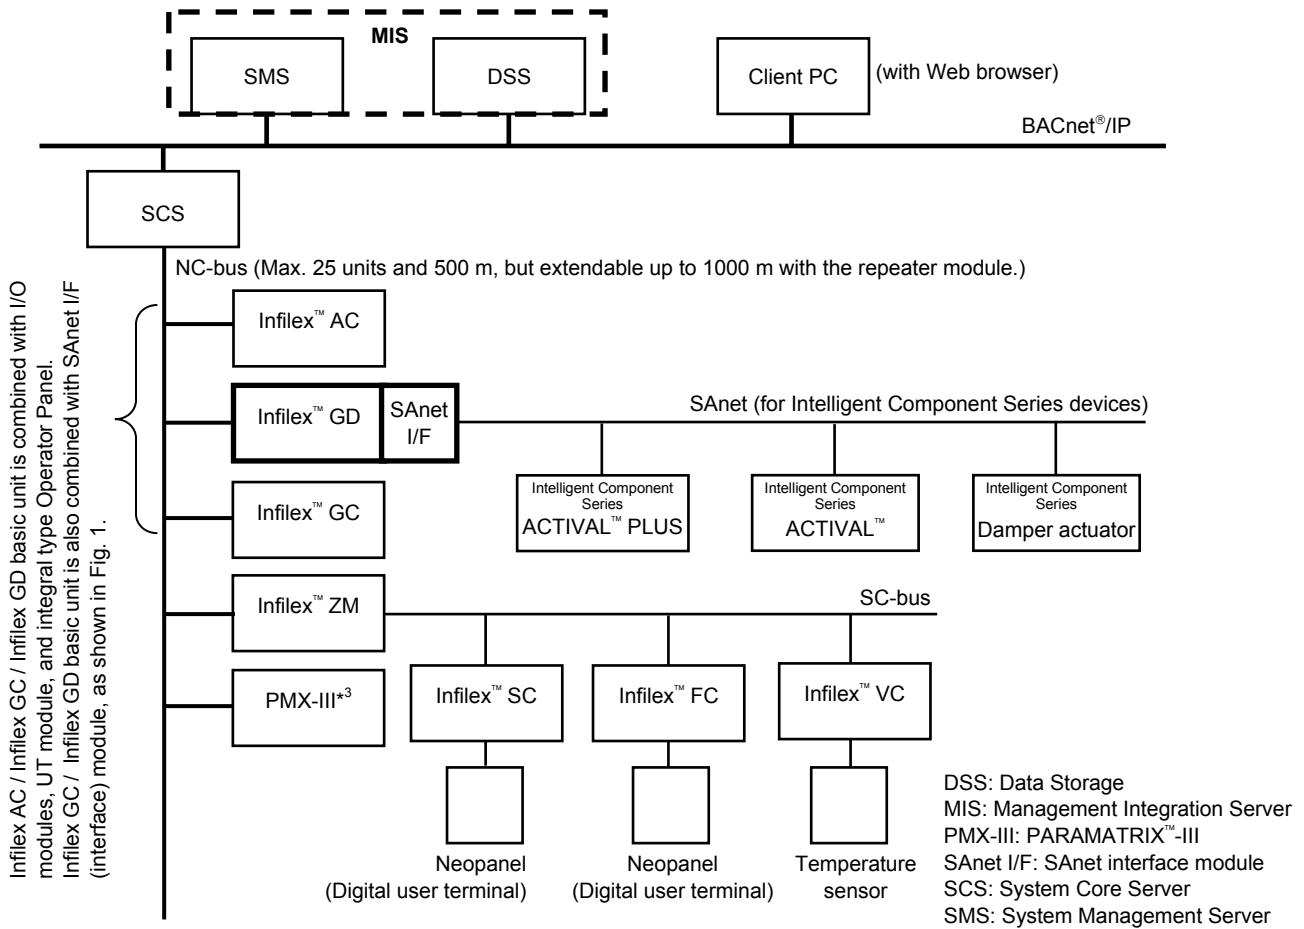 MIS
SMS
DSS
Client PC
(with Web browser)
BACnet®/IP
SCS
NC-bus (Max. 25 units and 500 m, but extendable up to 1000 m with the repeater module.)
Infilex AC / Infilex GC / Infilex GD basic unit is combined with I/O
modules, UT module, and integral type Operator Panel.
Infilex GC / Infilex GD basic unit is also combined with SAnet I/F
(interface) module, as shown in Fig. 1.
Infilex™ AC
Infilex™ GD
SAnet
I/F
SAnet (for Intelligent Component Series devices)
Intelligent Component
Series
ACTIVAL™ PLUS
Intelligent Component
Series
ACTIVAL™
Intelligent Component
Series
Damper actuator
Infilex™ GC
Infilex™ ZM
SC-bus
PMX-III*3
Infilex™ SC
Infilex™ FC
Infilex™ VC
Neopanel
(Digital user terminal)
Neopanel
(Digital user terminal)
Temperature
sensor
DSS: Data Storage
MIS: Management Integration Server
PMX-III: PARAMATRIX™-III
SAnet I/F: SAnet interface module
SCS: System Core Server
SMS: System Management Server